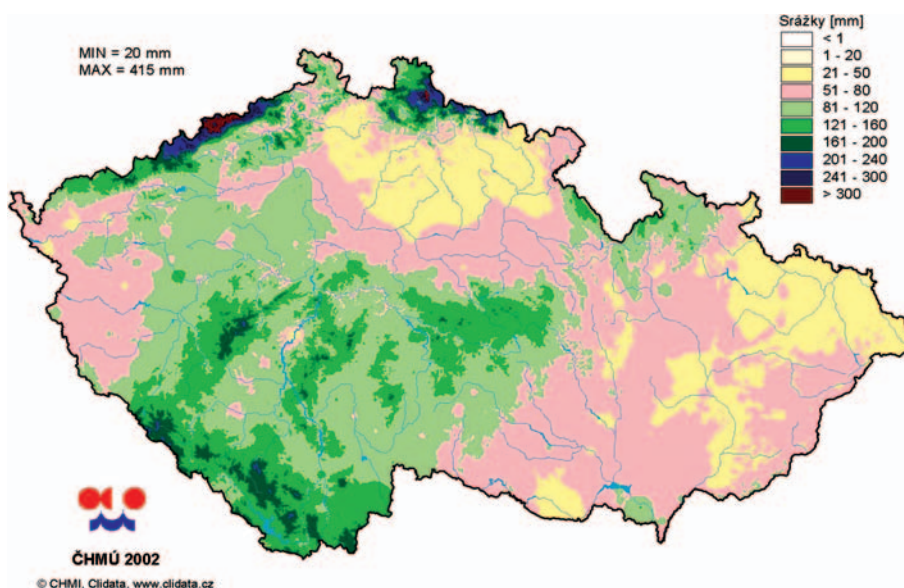 MIN = 20 mm
MAX = 415 mm
Srážky [mm]
< 1
1 - 20
21 - 50
51 - 80
81 - 120
121 - 160
161 - 200
201 - 240
241 - 300
> 300
ČHMÚ 2002
© CHMI, Clidata, www.clidata.cz